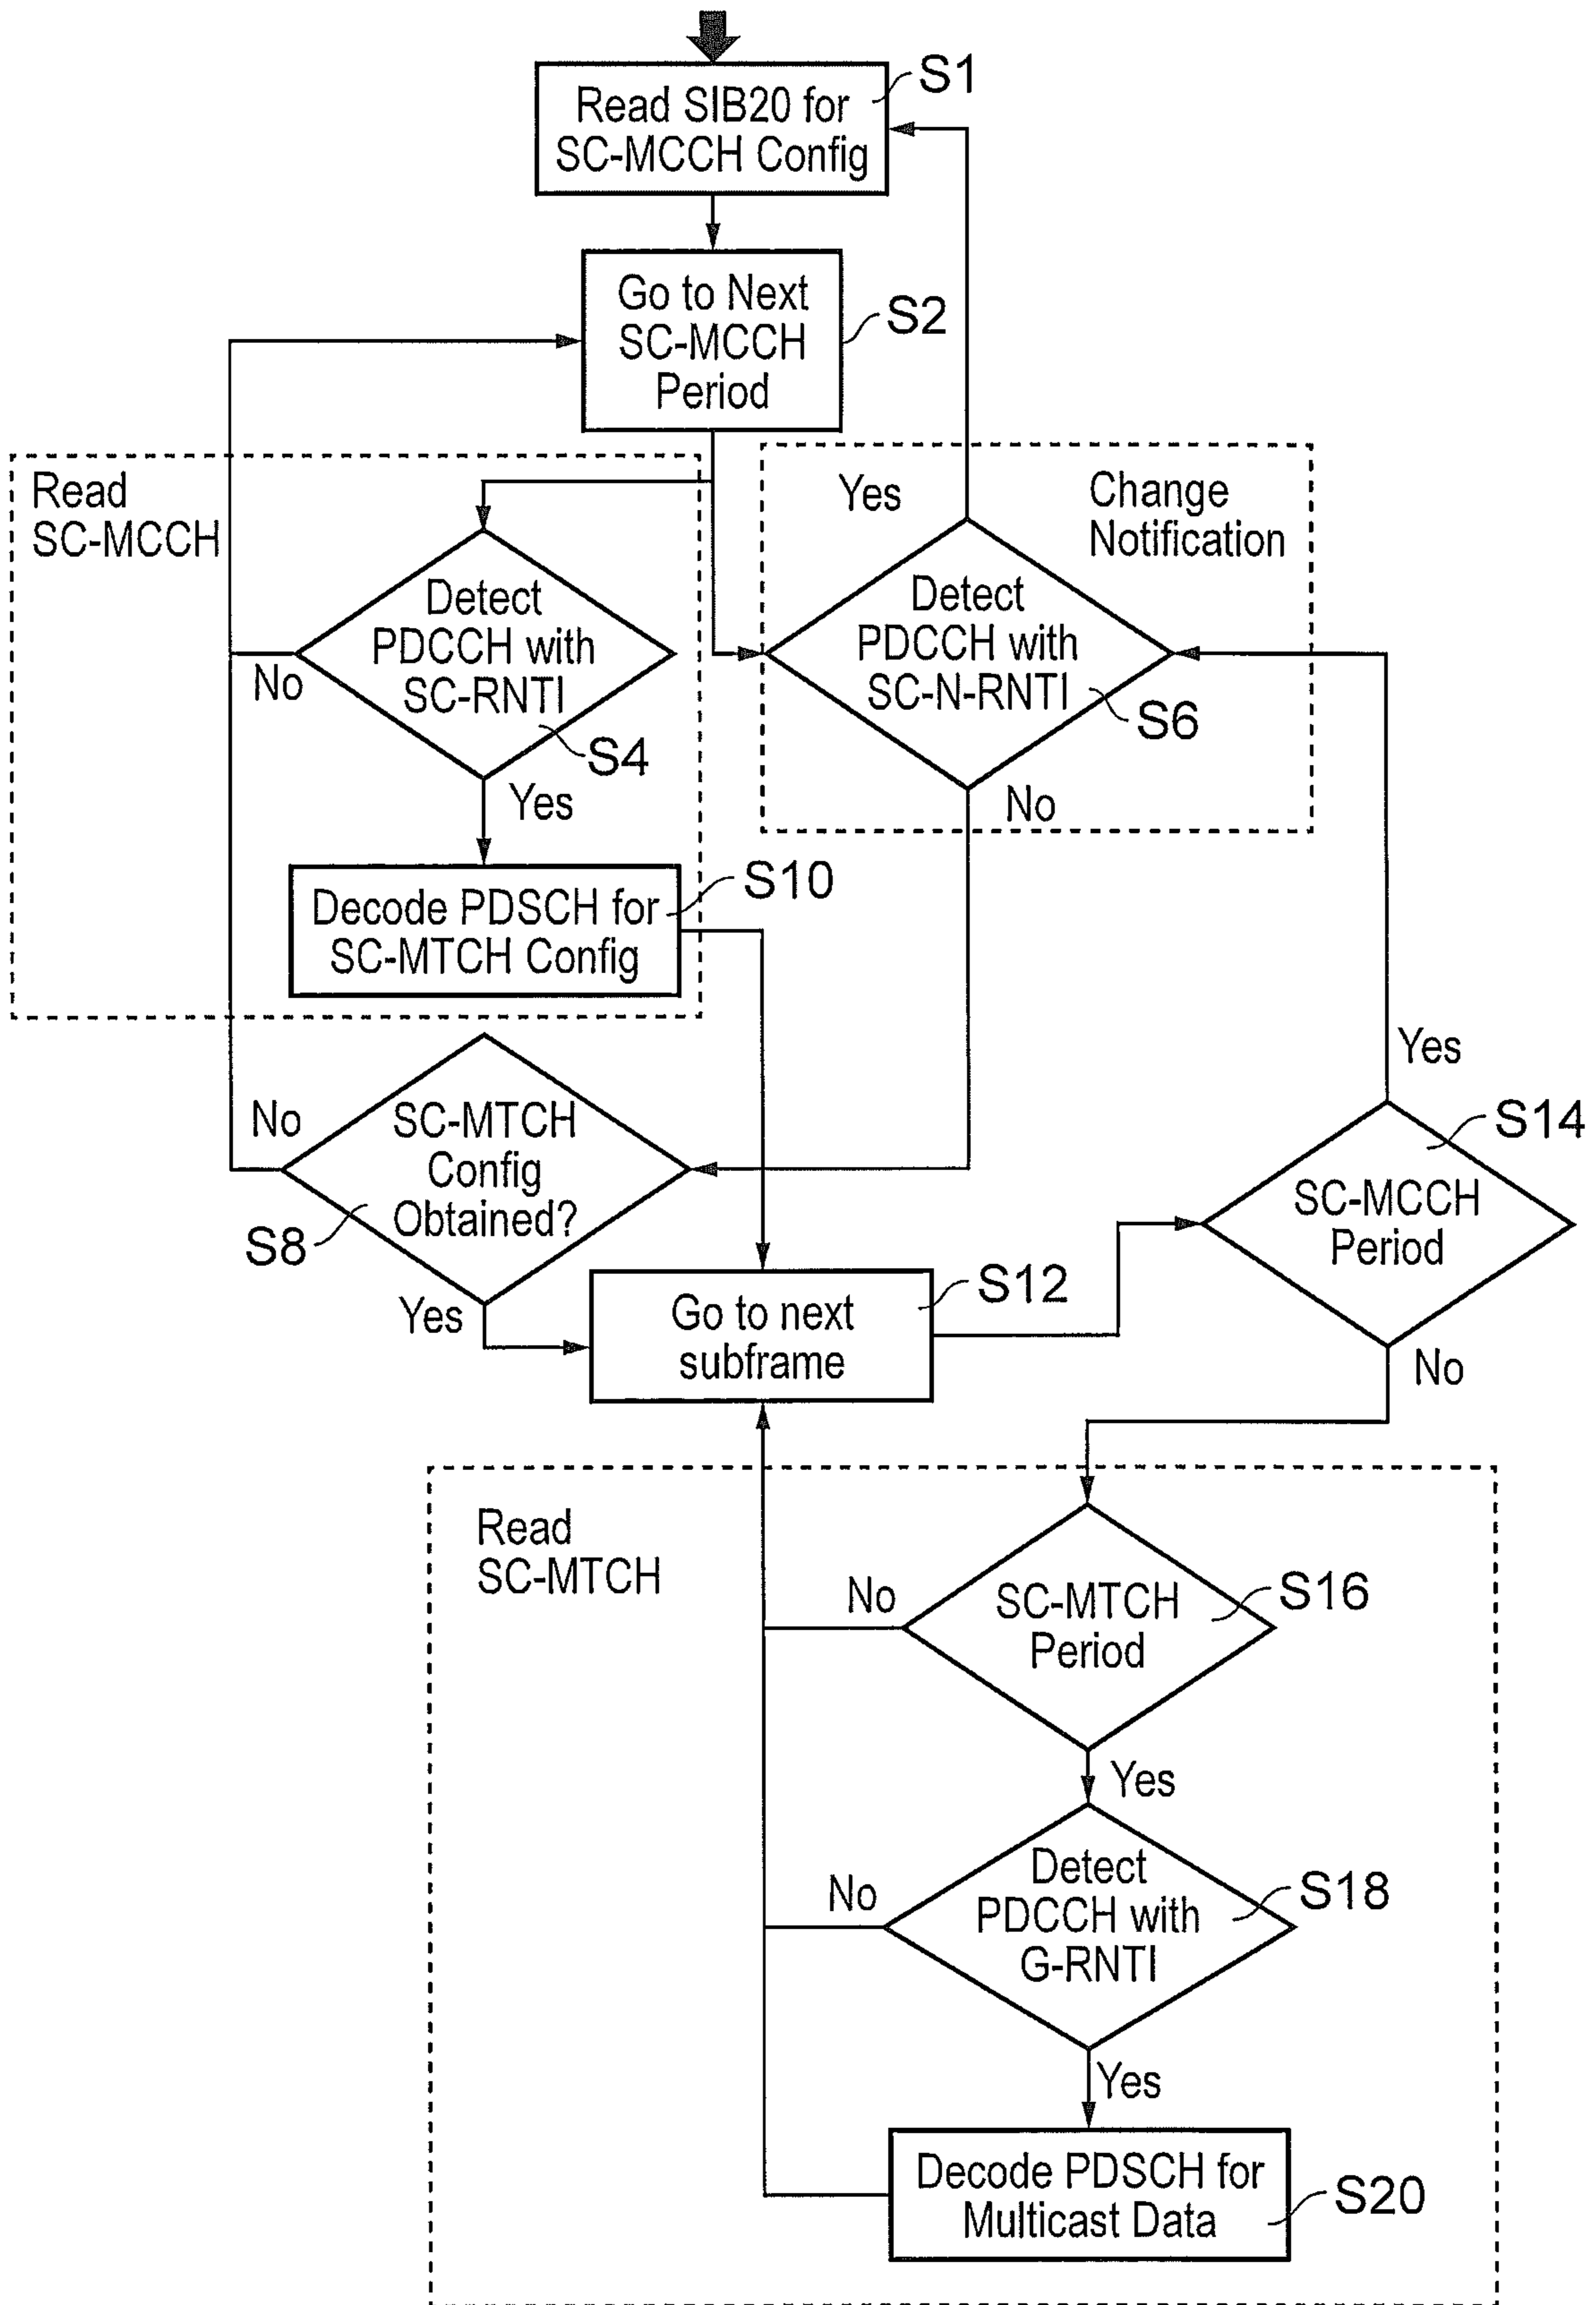 S1
Read SIB20 for
SC-MCCH Config
Go to Next
SC-MCCH
Period
S2
Read
SC-MCCH
Yes
Change
Notification
Detect
PDCCH with
SC-RNTI
No
S4
Yes
Detect
PDCCH with
SC-N-RNTI
S6
No
Decode PDSCH for
SC-MTCH Config
S10
Yes
No
SC-MTCH
Config
Obtained?
S8
Yes
S14
SC-MCCH
Period
No
Go to next
subframe
S12
Read
SC-MTCH
No
SC-MTCH
Period
S16
Yes
No
Detect
PDCCH with
G-RNTI
S18
Yes
Decode PDSCH for
Multicast Data
S20